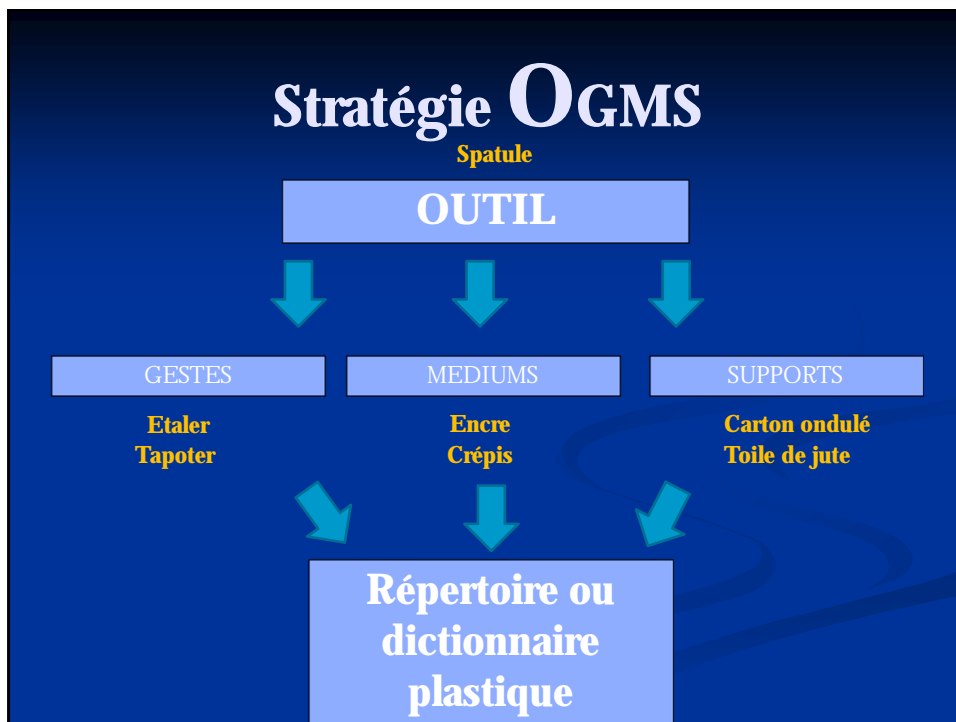 Stratégie OGMS
Spatule
OUTIL
GESTES
MEDIUMS
SUPPORTS
Etaler
Tapoter
Encre
Crépis
Carton ondulé
Toile de jute
Répertoire ou
dictionnaire
plastique